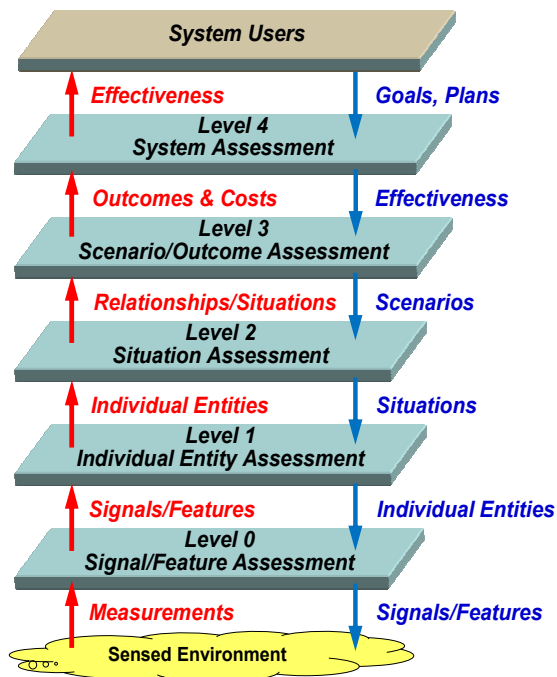 System Users
Effectiveness
Goals, Plans
Level 4
System Assessment
Outcomes & Costs
Effectiveness
Level 3
Scenario/Outcome Assessment
Relationships/Situations
Scenarios
Level 2
Situation Assessment
Individual Entities
Situations
Level 1
Individual Entity Assessment
Signals/Features
Individual Entities
Level 0
Signal/Feature Assessment
Measurements
Signals/Features
Sensed Environment